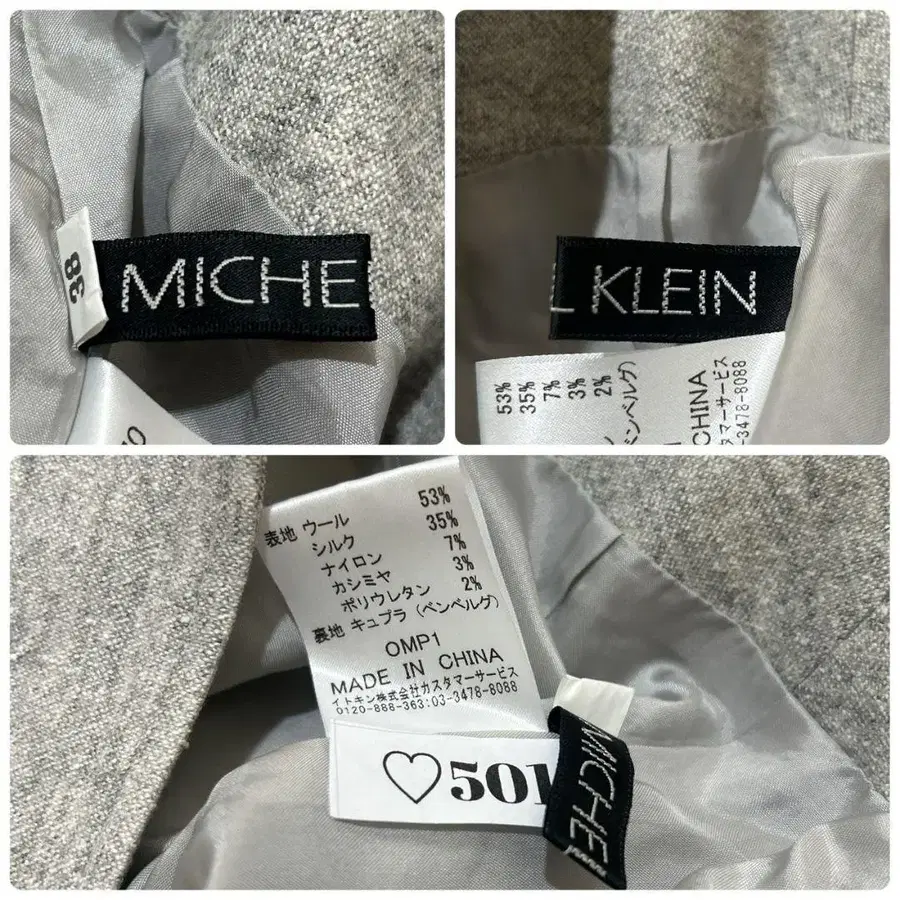 38
MICHE
KLEIN
53%
35%
7%
3%
2%
CHINA
-3478-8088
表地 ウール 53%
シルク 35%
ナイロン 7%
カシミヤ 3%
ポリウレタン 2%
裏地 キュプラ (ベンベルグ)
OMP1
MADE IN CHINA
イトキン株式会社カスタマーサービス
0120-888-363:03-3478-8088
♡501
MICHE